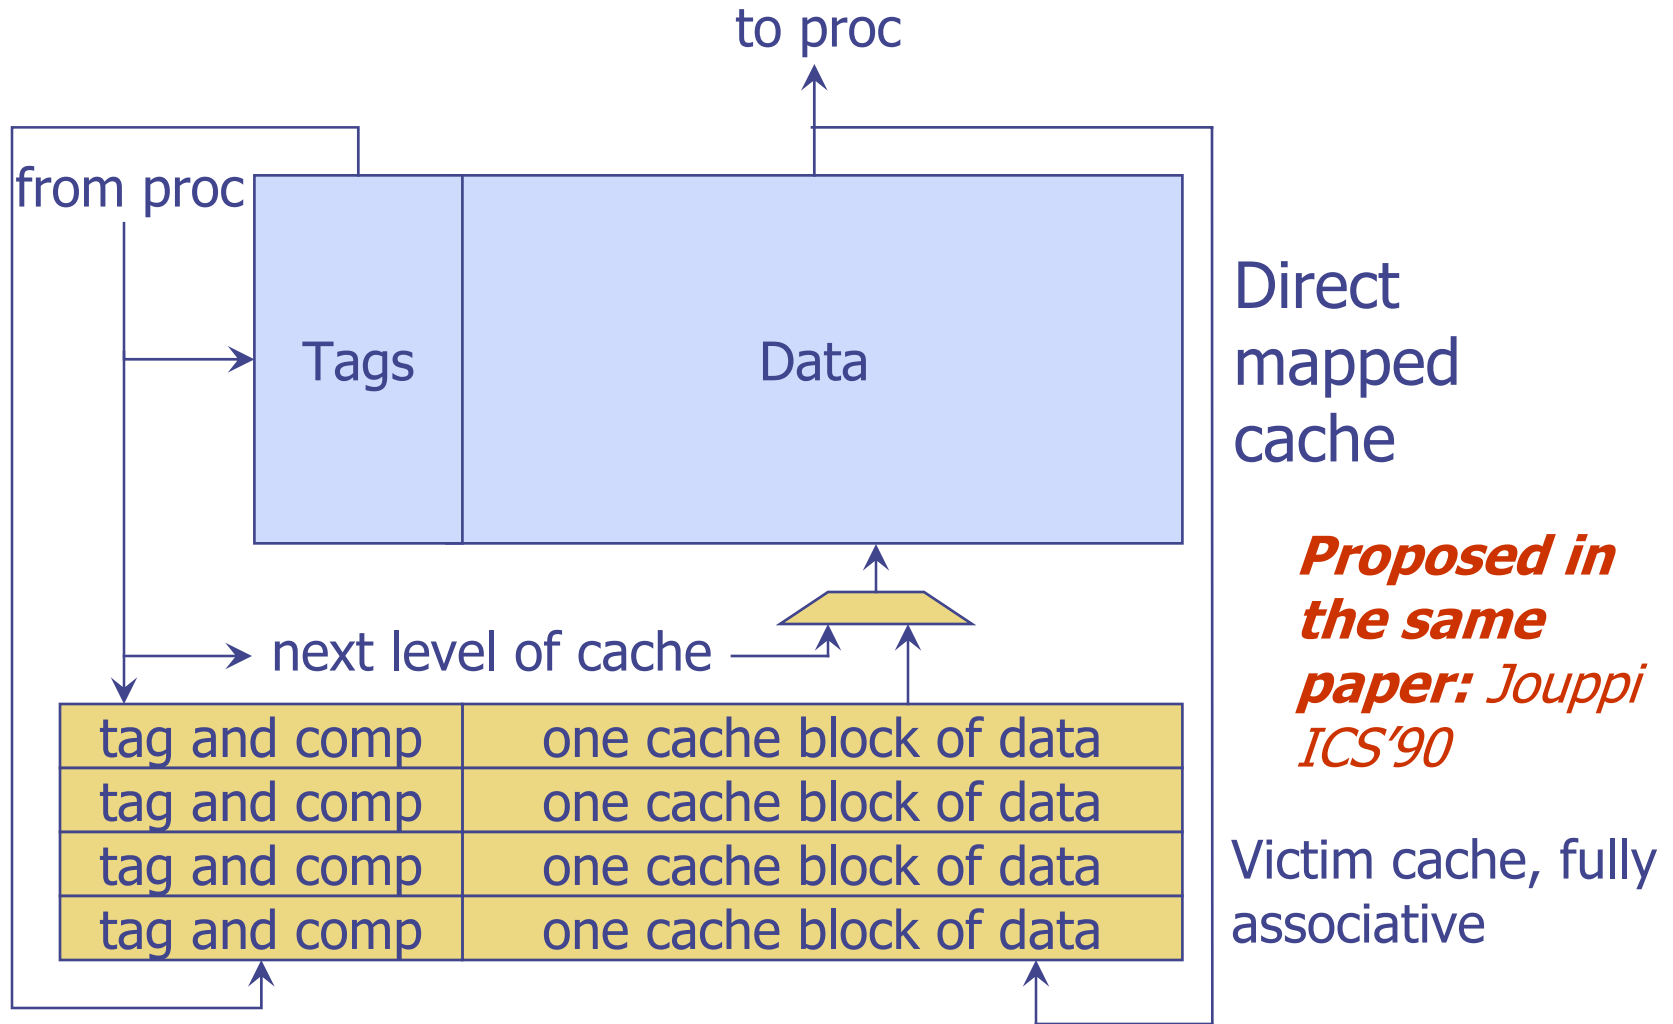 to proc
from proc
Tags
Data
Direct
mapped
cache
Proposed in
the same
paper: Jouppi
ICS’90
next level of cache
tag and comp one cache block of data
tag and comp one cache block of data
tag and comp one cache block of data
tag and comp one cache block of data
Victim cache, fully
associative